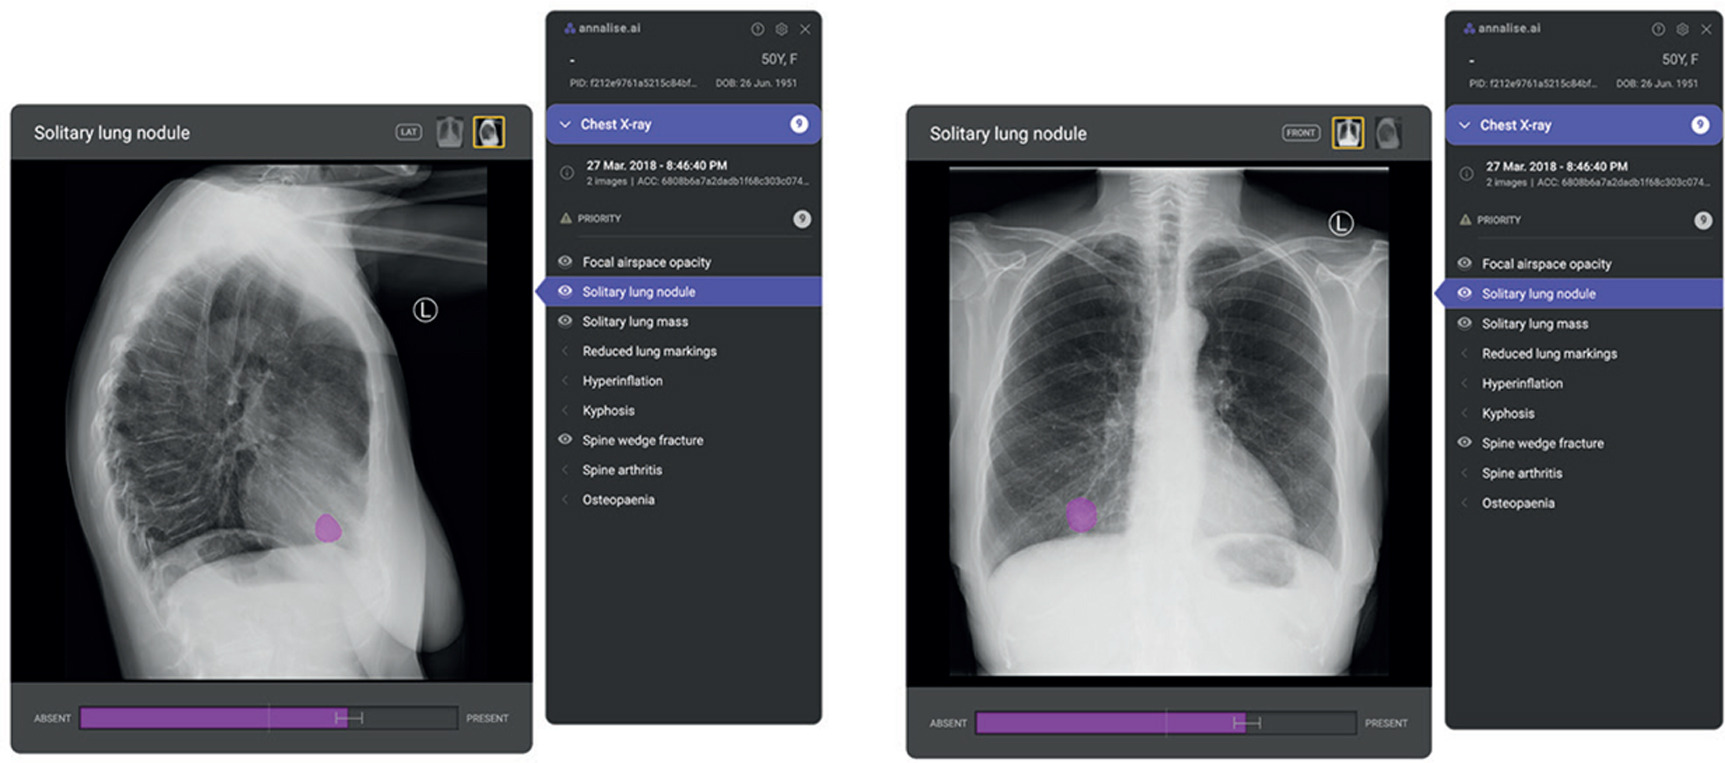 Solitary lung nodule
LAT
L
ABSENT
PRESENT
annalise.ai
-
50Y, F
PID: f212e9761a5215c84bf...
DOB: 26 Jun. 1951
Chest X-ray
9
27 Mar. 2018 - 8:46:40 PM
2 images | ACC: 6808b6a7a2dadb1f68c303c074...
PRIORITY
9
Focal airspace opacity
Solitary lung nodule
Solitary lung mass
Reduced lung markings
Hyperinflation
Kyphosis
Spine wedge fracture
Spine arthritis
Osteopaenia
Solitary lung nodule
FRONT
L
ABSENT
PRESENT
annalise.ai
-
50Y, F
PID: f212e9761a5215c84bf...
DOB: 26 Jun. 1951
Chest X-ray
9
27 Mar. 2018 - 8:46:40 PM
2 images | ACC: 6808b6a7a2dadb1f68c303c074...
PRIORITY
9
Focal airspace opacity
Solitary lung nodule
Solitary lung mass
Reduced lung markings
Hyperinflation
Kyphosis
Spine wedge fracture
Spine arthritis
Osteopaenia